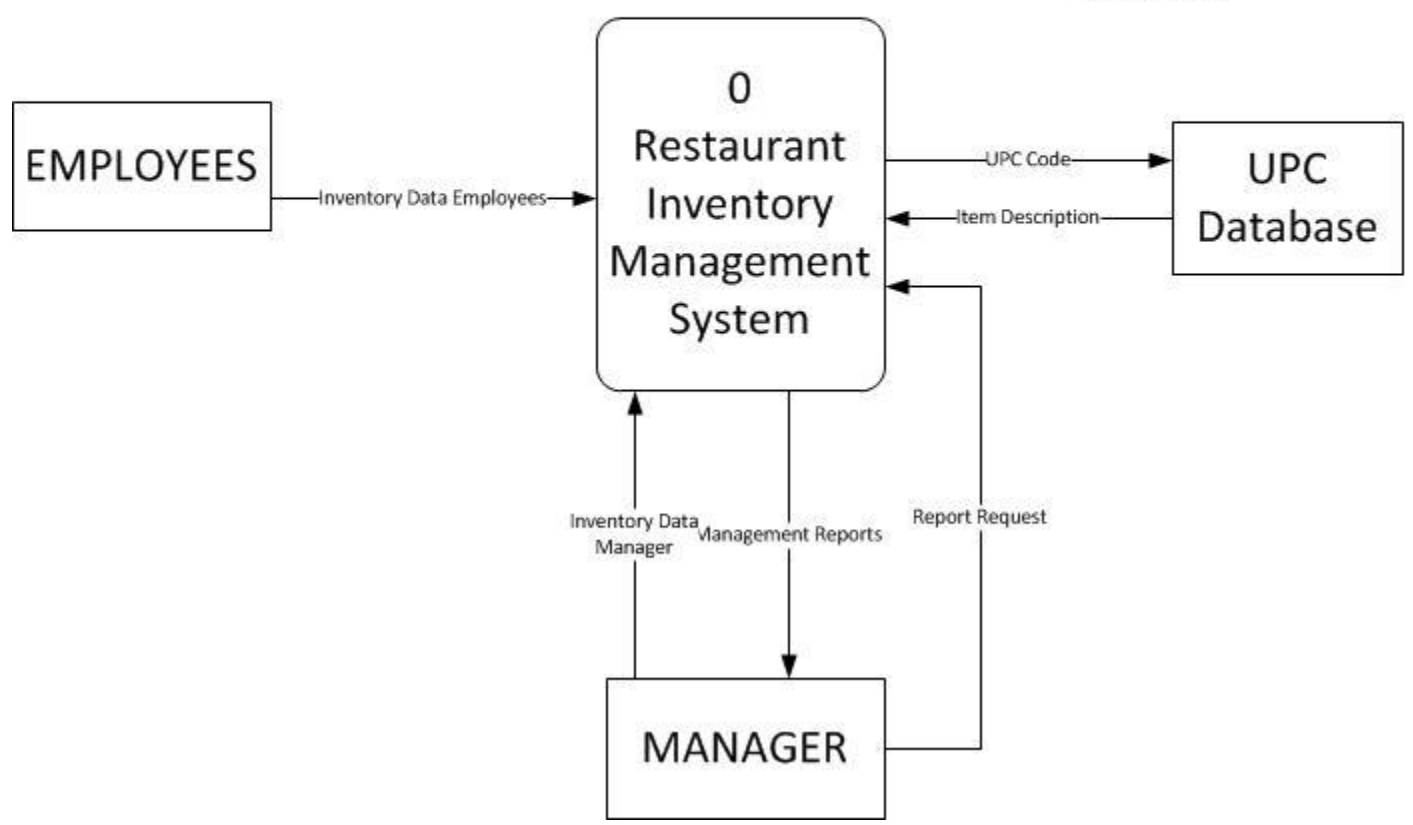 0
Restaurant
Inventory
Management
System
EMPLOYEES
Inventory Data Employees
UPC Code
Item Description
UPC
Database
Inventory Data
Manager
Management Reports
Report Request
MANAGER